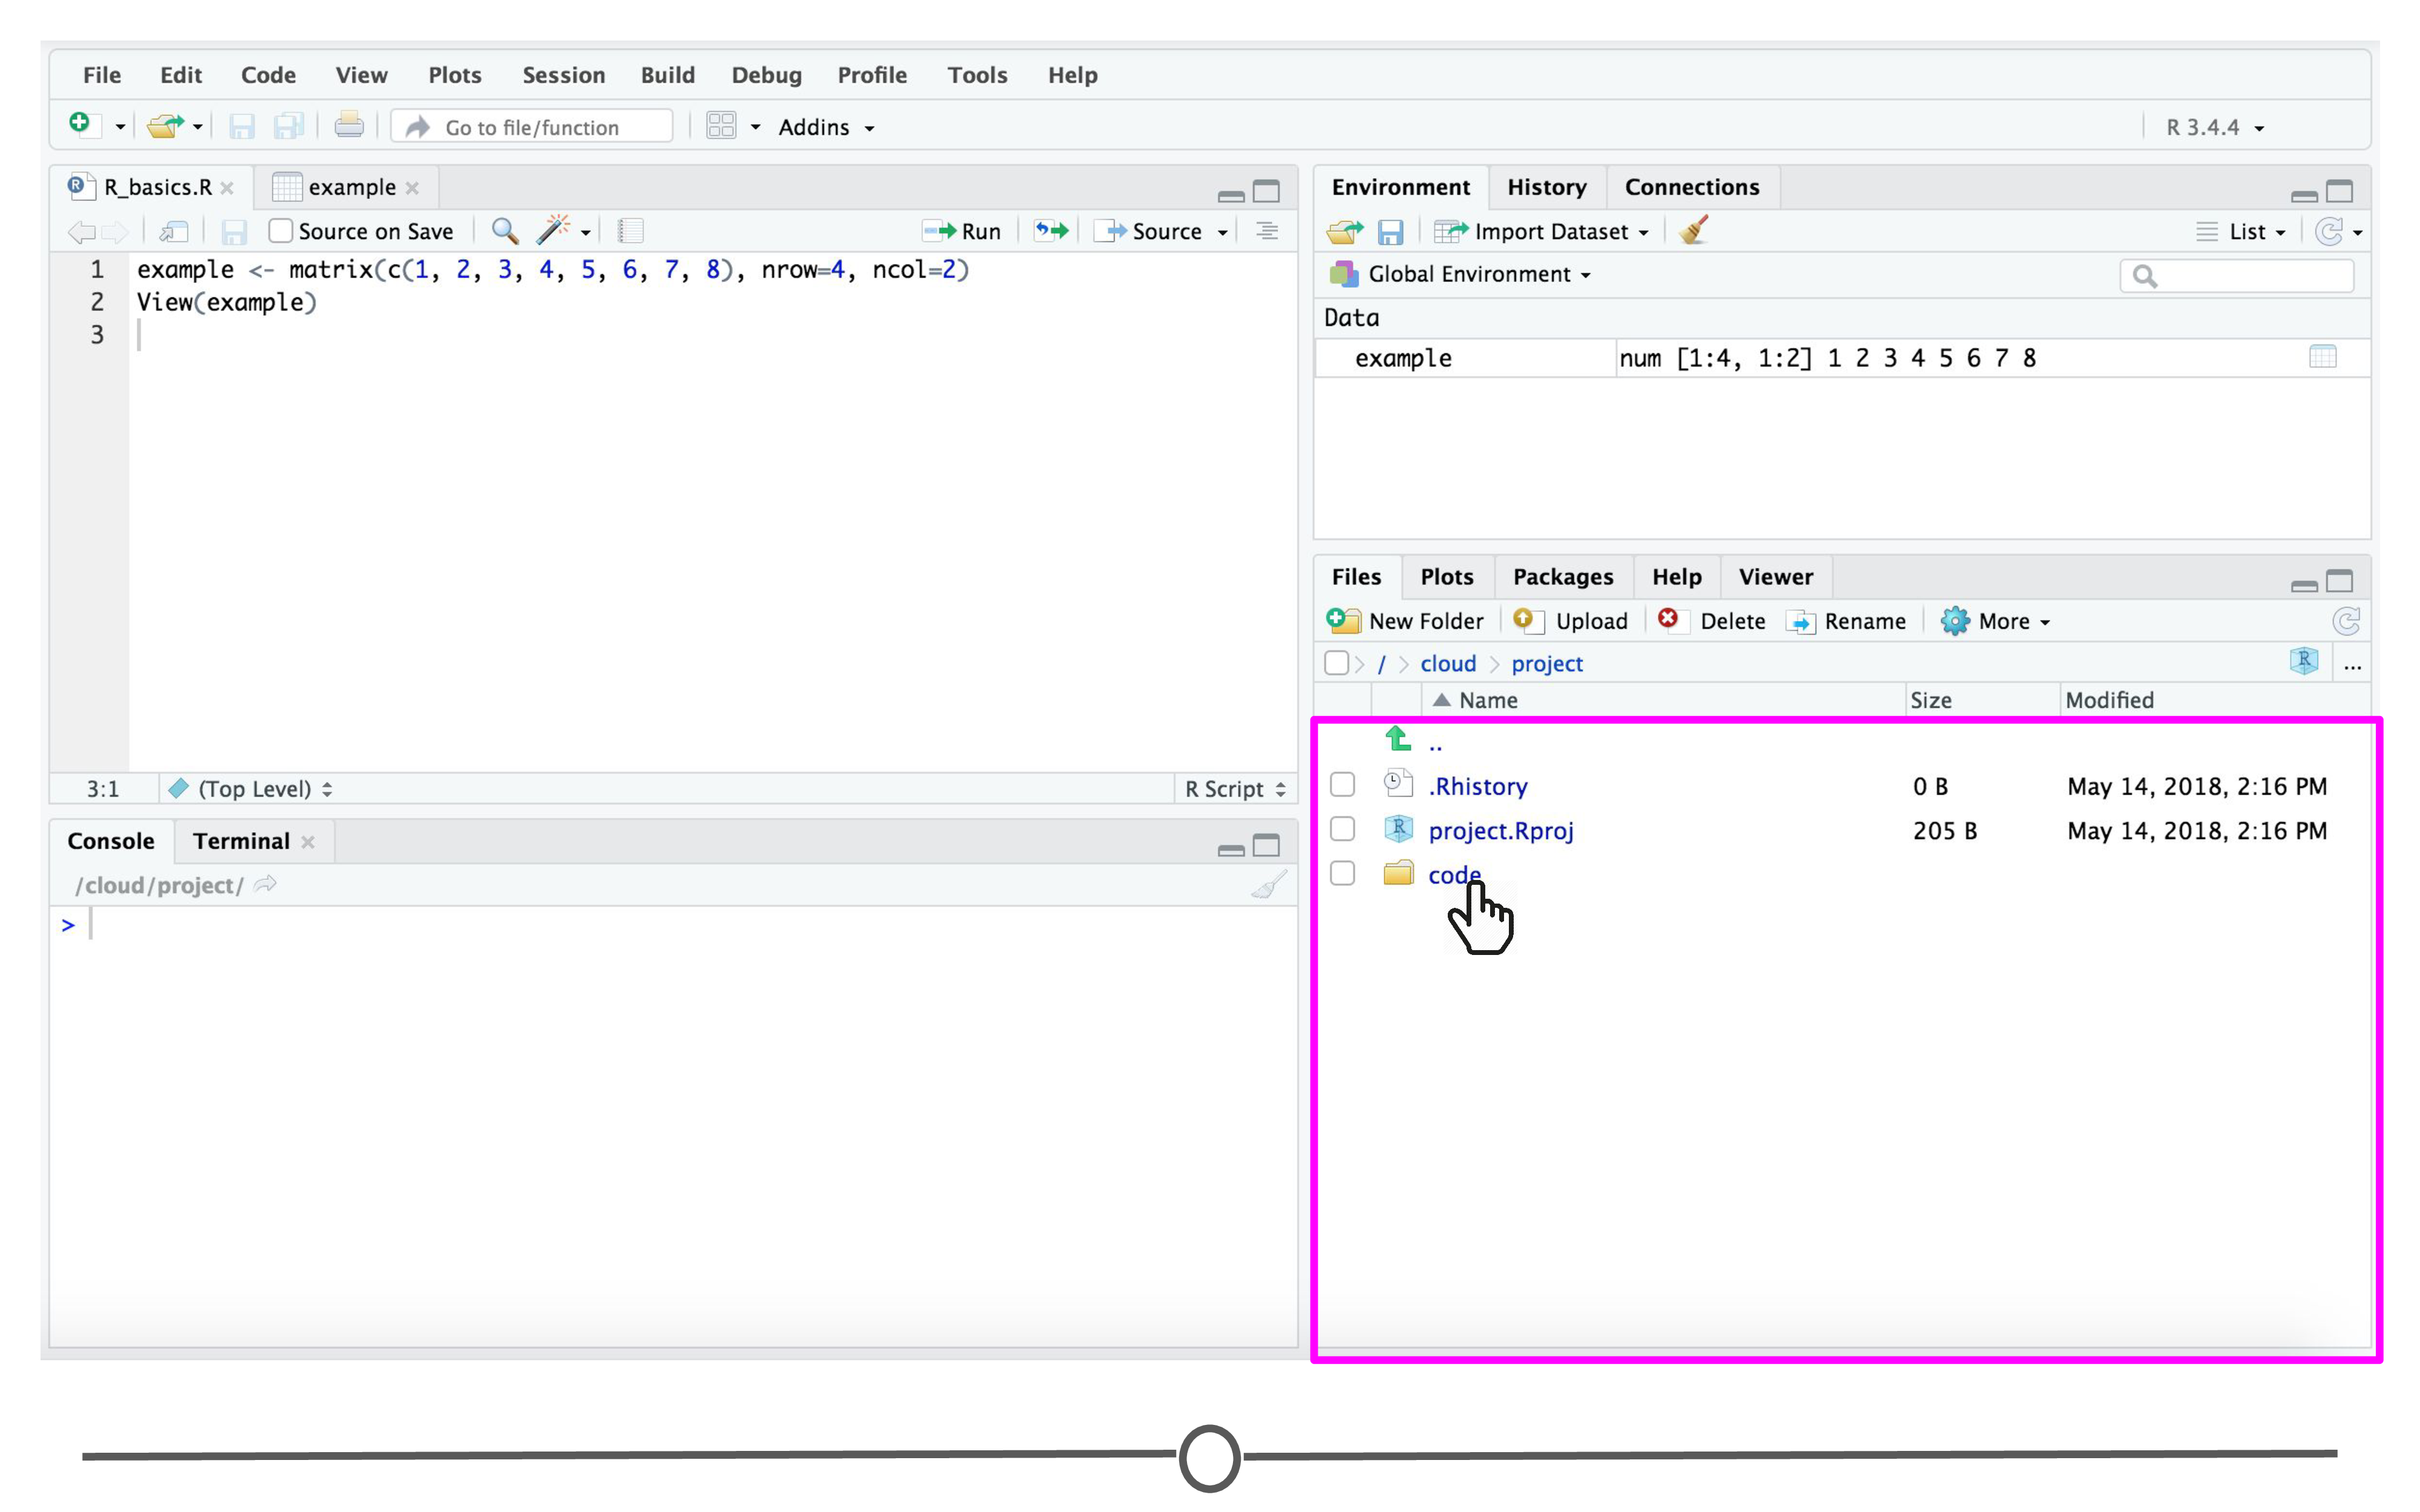 File Edit Code View Plots Session Build Debug Profile Tools Help
Go to file/function Addins R 3.4.4
R_basics.R example
Source on Save Run Source
1 example <- matrix(c(1, 2, 3, 4, 5, 6, 7, 8), nrow=4, ncol=2)
2 View(example)
3
3:1 (Top Level) R Script
Console Terminal
/cloud/project/
>
Environment History Connections
Import Dataset List
Global Environment
Data
example num [1:4, 1:2] 1 2 3 4 5 6 7 8
Files Plots Packages Help Viewer
New Folder Upload Delete Rename More
/ cloud project ...
Name Size Modified
..
.Rhistory 0 B May 14, 2018, 2:16 PM
project.Rproj 205 B May 14, 2018, 2:16 PM
code